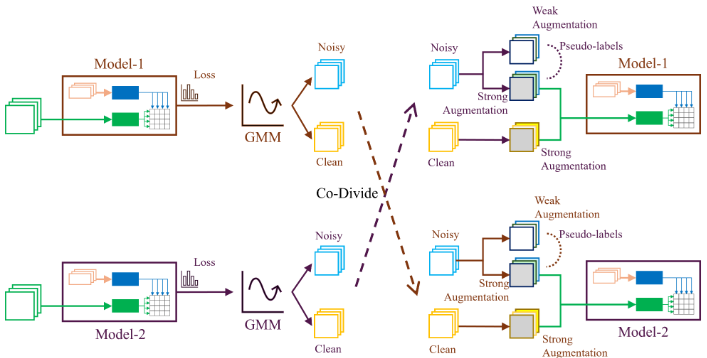 Weak
Augmentation
Noisy
Noisy
Pseudo-labels
Model-1
Loss
Model-1
GMM
Strong
Augmentation
Clean
Clean
Strong
Augmentation
Co-Divide
Weak
Augmentation
Noisy
Noisy
Pseudo-labels
Loss
GMM
Strong
Augmentation
Model-2
Clean
Clean
Strong
Augmentation
Model-2